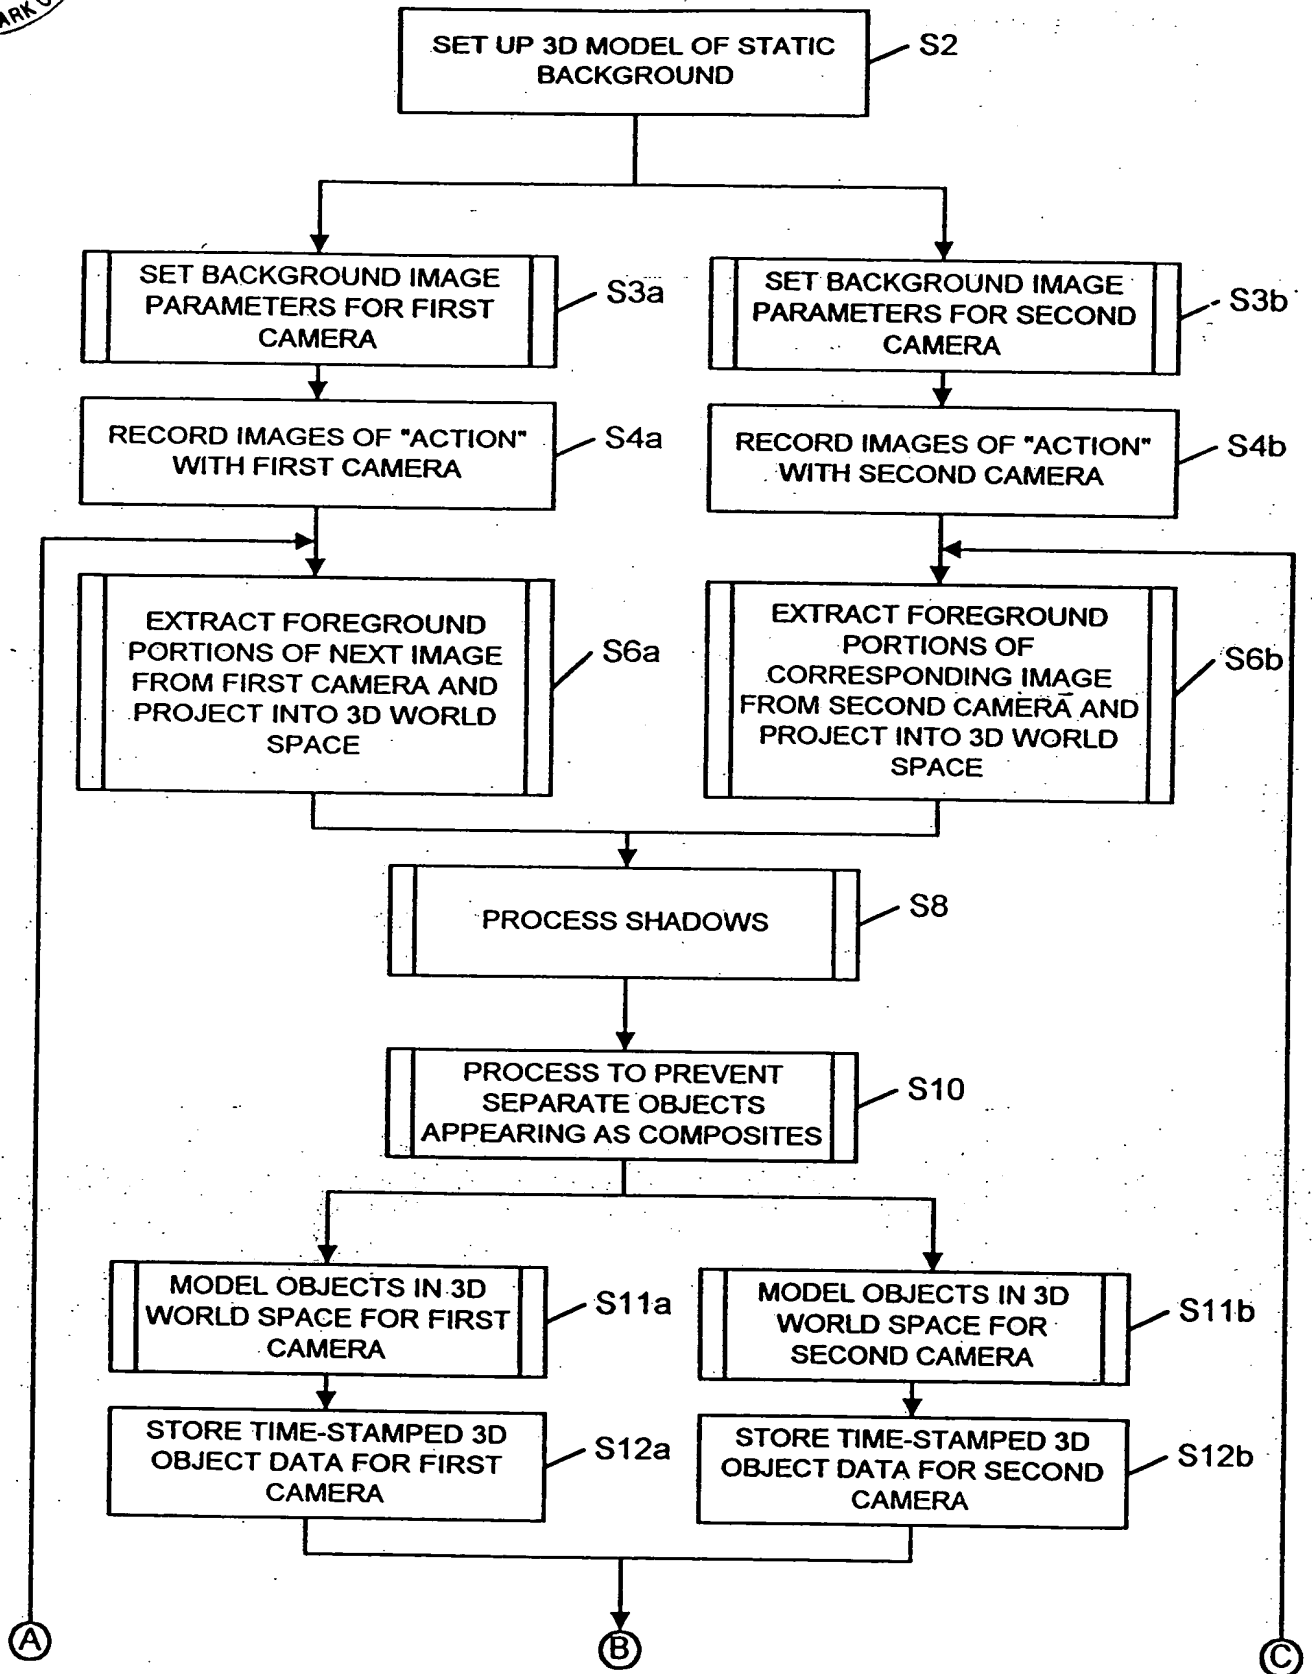 SET UP 3D MODEL OF STATIC
BACKGROUND
S2
SET BACKGROUND IMAGE
PARAMETERS FOR FIRST
CAMERA
S3a
SET BACKGROUND IMAGE
PARAMETERS FOR SECOND
CAMERA
S3b
RECORD IMAGES OF "ACTION"
WITH FIRST CAMERA
S4a
RECORD IMAGES OF "ACTION"
WITH SECOND CAMERA
S4b
EXTRACT FOREGROUND
PORTIONS OF NEXT IMAGE
FROM FIRST CAMERA AND
PROJECT INTO 3D WORLD
SPACE
S6a
EXTRACT FOREGROUND
PORTIONS OF
CORRESPONDING IMAGE
FROM SECOND CAMERA AND
PROJECT INTO 3D WORLD
SPACE
S6b
PROCESS SHADOWS
S8
PROCESS TO PREVENT
SEPARATE OBJECTS
APPEARING AS COMPOSITES
S10
MODEL OBJECTS IN 3D
WORLD SPACE FOR FIRST
CAMERA
S11a
MODEL OBJECTS IN 3D
WORLD SPACE FOR
SECOND CAMERA
S11b
STORE TIME-STAMPED 3D
OBJECT DATA FOR FIRST
CAMERA
S12a
STORE TIME-STAMPED 3D
OBJECT DATA FOR SECOND
CAMERA
S12b
A
B
C